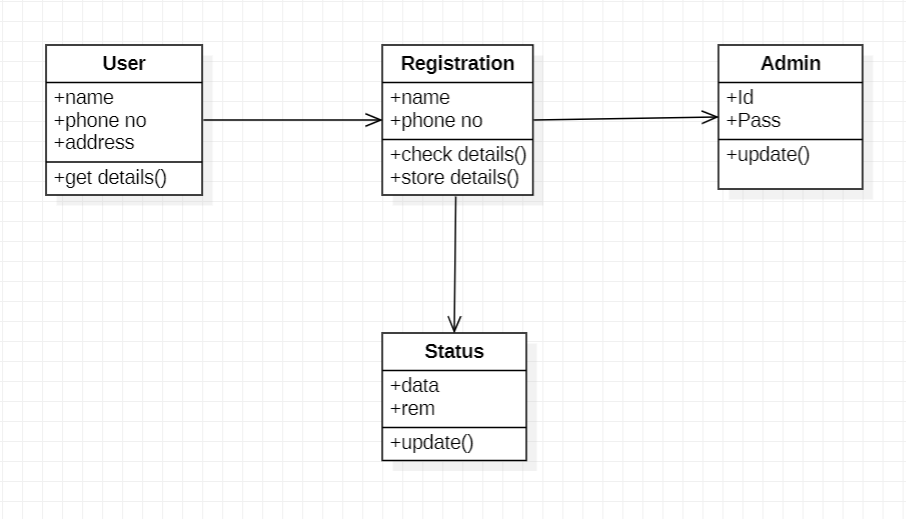 User
+name
+phone no
+address
+get details()
Registration
+name
+phone no
+check details()
+store details()
Admin
+Id
+Pass
+update()
Status
+data
+rem
+update()